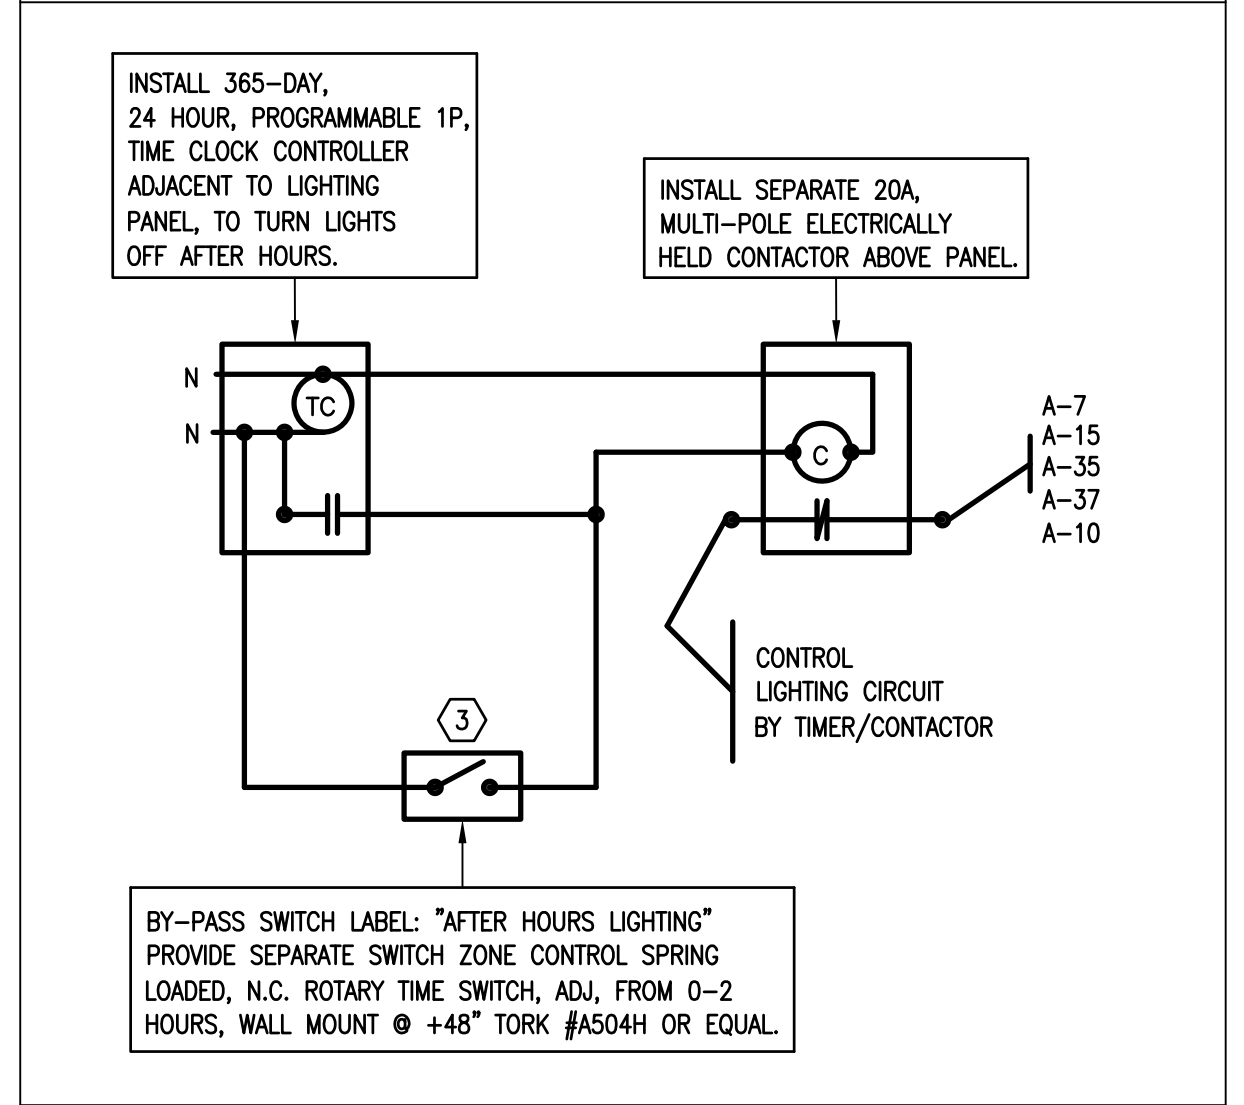 INSTALL 365-DAY,
24 HOUR, PROGRAMMABLE 1P,
TIME CLOCK CONTROLLER
ADJACENT TO LIGHTING
PANEL, TO TURN LIGHTS
OFF AFTER HOURS.
INSTALL SEPARATE 20A,
MULTI-POLE ELECTRICALLY
HELD CONTACTOR ABOVE PANEL.
N
TC
N
C
A-7
A-15
A-35
A-37
A-10
CONTROL
LIGHTING CIRCUIT
BY TIMER/CONTACTOR
3
BY-PASS SWITCH LABEL: "AFTER HOURS LIGHTING"
PROVIDE SEPARATE SWITCH ZONE CONTROL SPRING
LOADED, N.C. ROTARY TIME SWITCH, ADJ, FROM 0-2
HOURS, WALL MOUNT @ +48" TORK #A504H OR EQUAL.